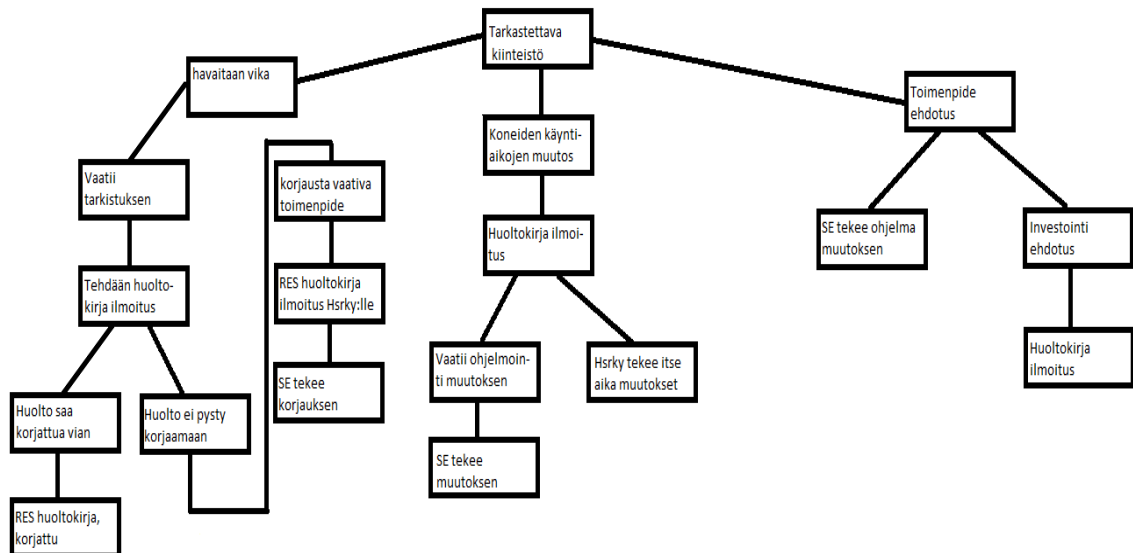 Tarkastettava
kiinteistö
havaitaan vika
Vaatii
tarkistuksen
Tehdään huolto-
kirja ilmoitus
Huolto saa
korjattua vian
RES huoltokirja,
korjattu
Huolto ei pysty
korjaamaan
korjausta vaativa
toimenpide
RES huoltokirja
ilmoitus Hsrky:lle
SE tekee
korjauksen
Koneiden käynti-
aikojen muutos
Huoltokirja ilmoi-
tus
Vaatii ohjelmoin-
ti muutoksen
SE tekee
muutoksen
Hsrky tekee itse
aika muutokset
Toimenpide
ehdotus
SE tekee ohjelma
muutoksen
Investointi
ehdotus
Huoltokirja
ilmoitus